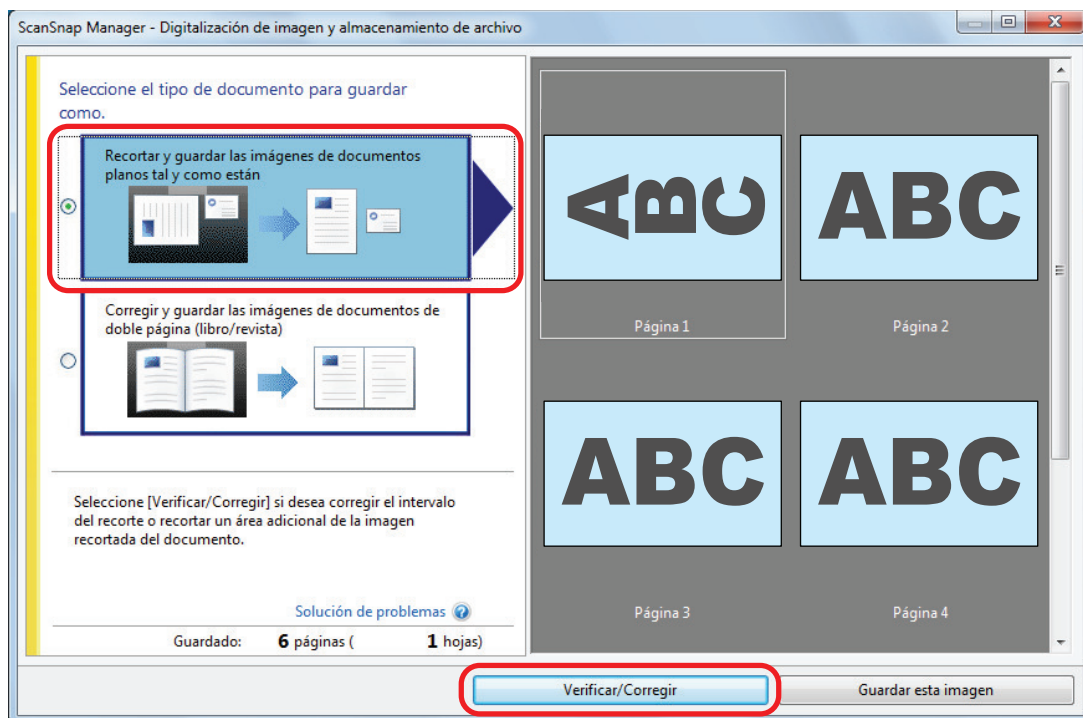 ScanSnap Manager - Digitalización de imagen y almacenamiento de archivo
Seleccione el tipo de documento para guardar
como.
Recortar y guardar las imágenes de documentos
planos tal y como están
Corregir y guardar las imágenes de documentos de
doble página (libro/revista)
Seleccione [Verificar/Corregir] si desea corregir el intervalo
del recorte o recortar un área adicional de la imagen
recortada del documento.
Solución de problemas
Guardado: 6 páginas ( 1 hojas)
ABC
Página 1
ABC
Página 2
ABC
Página 3
ABC
Página 4
Verificar/Corregir
Guardar esta imagen